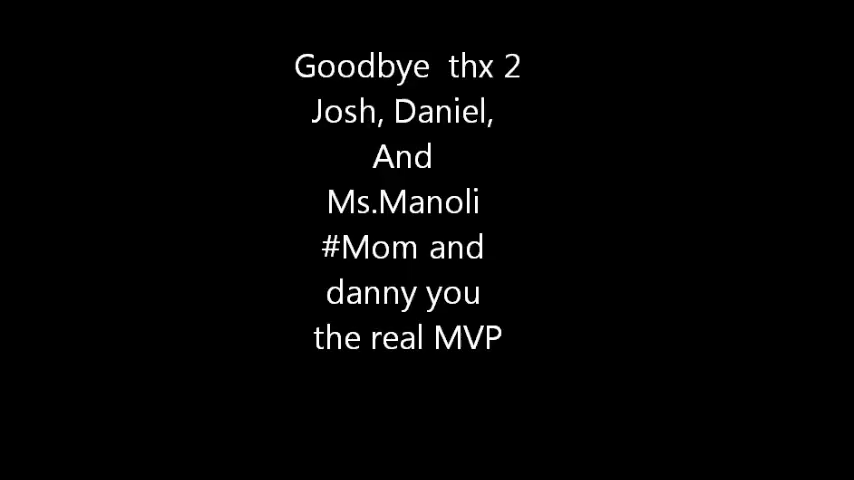 Goodbye  thx 2
Josh, Daniel,
And
Ms.Manoli
#Mom and
danny you
the real MVP